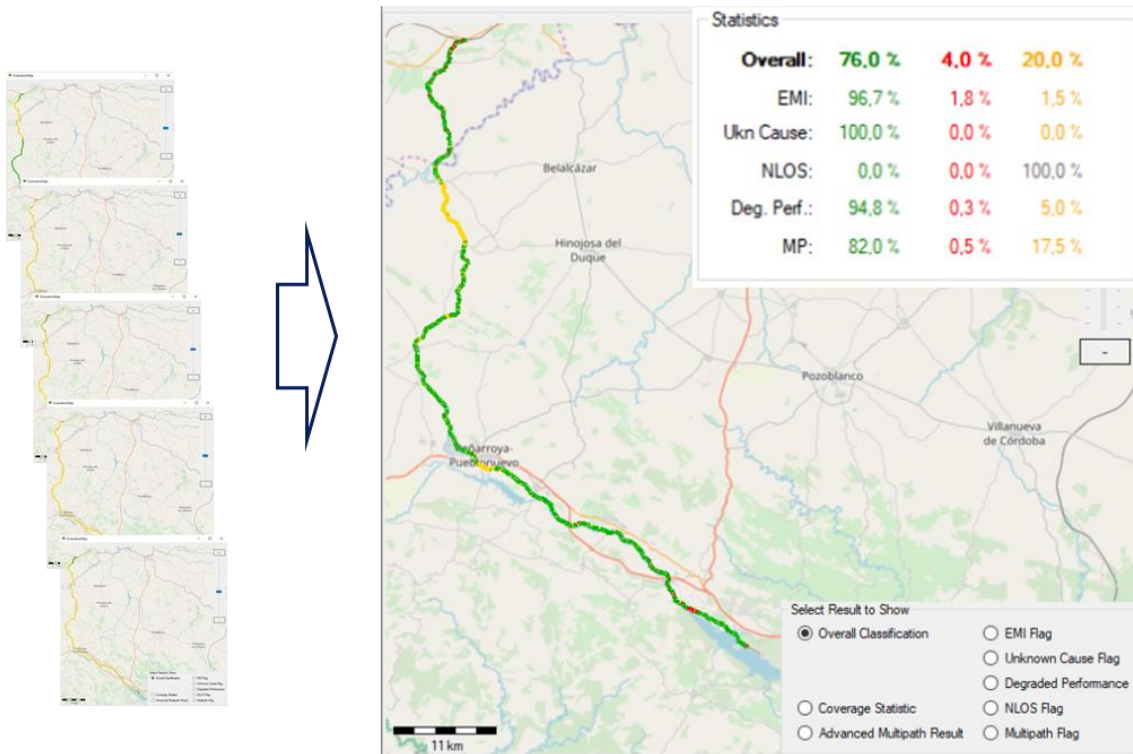 Statistics
Overall: 76,0 % 4,0 % 20,0 %
EMI: 96,7 % 1,8 % 1,5 %
Ukn Cause: 100,0 % 0,0 % 0,0 %
NLOS: 0,0 % 0,0 % 100,0 %
Deg. Perf.: 94,8 % 0,3 % 5,0 %
MP: 82,0 % 0,5 % 17,5 %
Belalcázar
Hinojosa del
Duque
-
Pozoblanco
Villanueva
de Córdoba
Peñarroya-
Pueblonuevo
Select Result to Show
Overall Classification
EMI Flag
Unknown Cause Flag
Degraded Performance
Coverage Statistic
NLOS Flag
Advanced Multipath Result
Multipath Flag
11 km